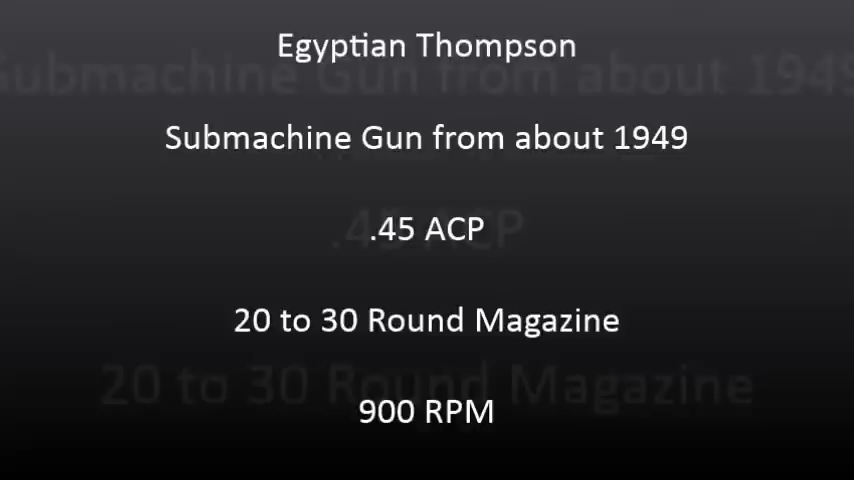 Egyptian Thompson
Submachine Gun from about 1949
.45 ACP
20 to 30 Round Magazine
900 RPM